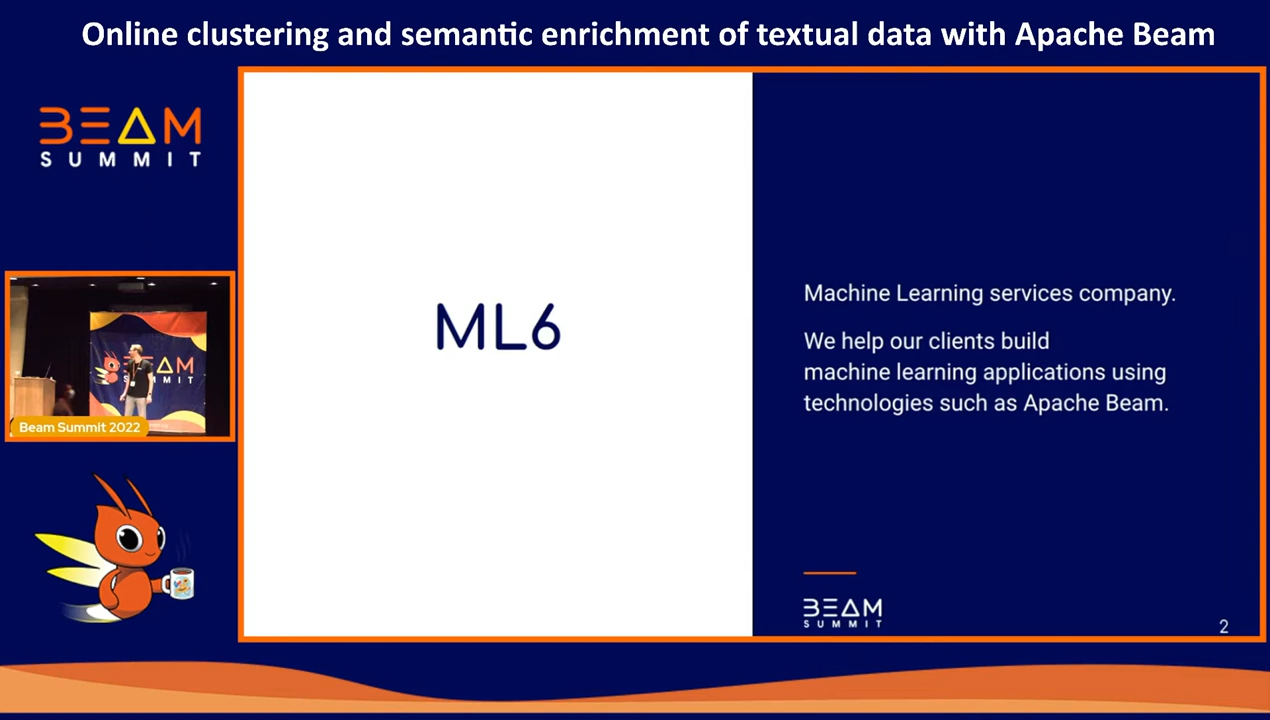 Online clustering and semantic enrichment of textual data with Apache Beam
BEAM
SUMMIT
ML6
Machine Learning services company.
We help our clients build
machine learning applications using
technologies such as Apache Beam.
BEAM
SUMMIT
Beam Summit 2022
BEAM
SUMMIT
2